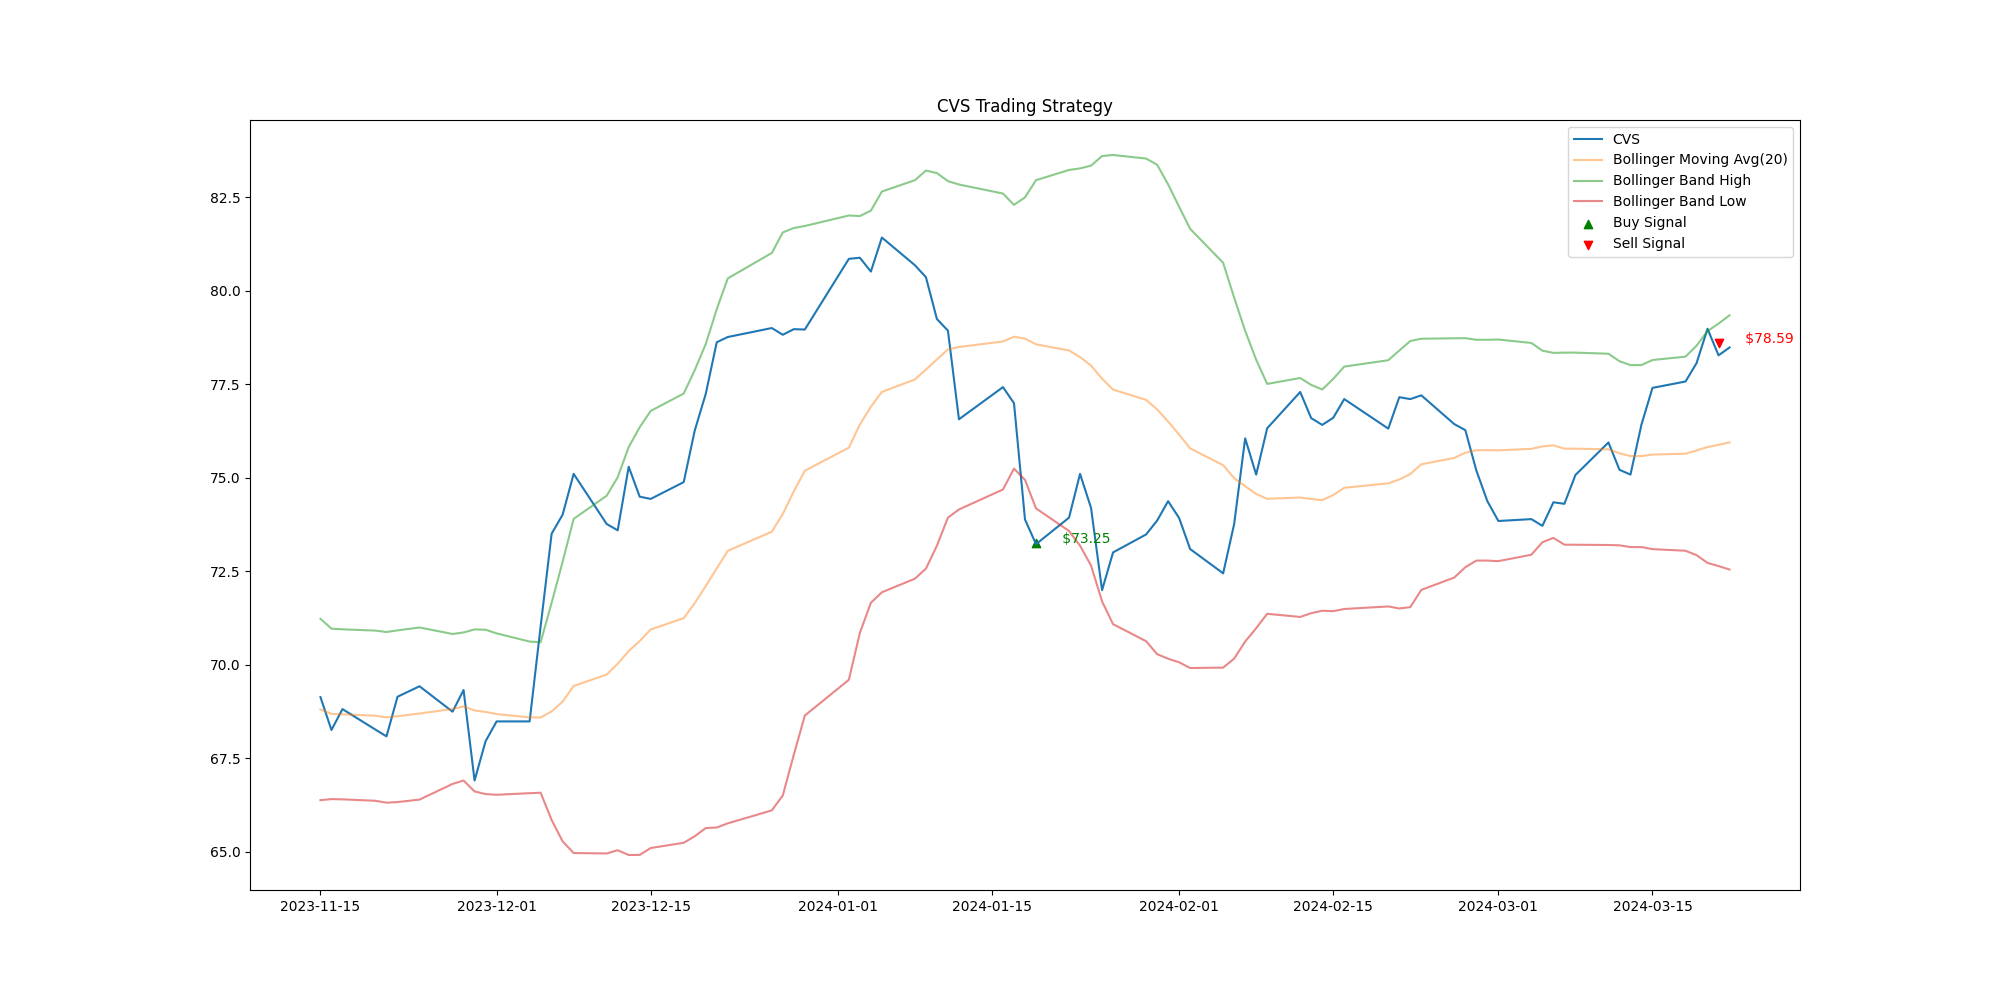 CVS Trading Strategy
CVS
Bollinger Moving Avg(20)
Bollinger Band High
Bollinger Band Low
Buy Signal
Sell Signal
82.5
80.0
77.5
75.0
72.5
70.0
67.5
65.0
$78.59
$73.25
2023-11-15
2023-12-01
2023-12-15
2024-01-01
2024-01-15
2024-02-01
2024-02-15
2024-03-01
2024-03-15